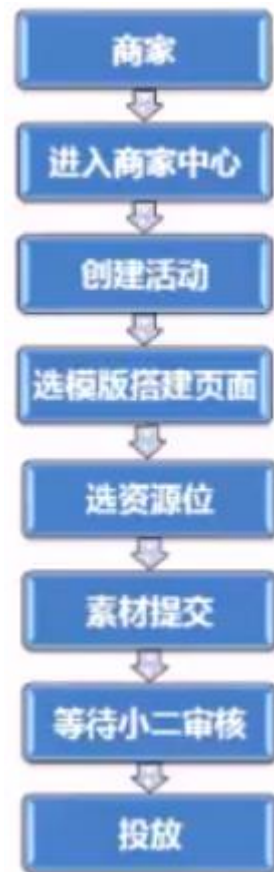 商家
进入商家中心
创建活动
选模版搭建页面
选资源位
素材提交
等待小二审核
投放